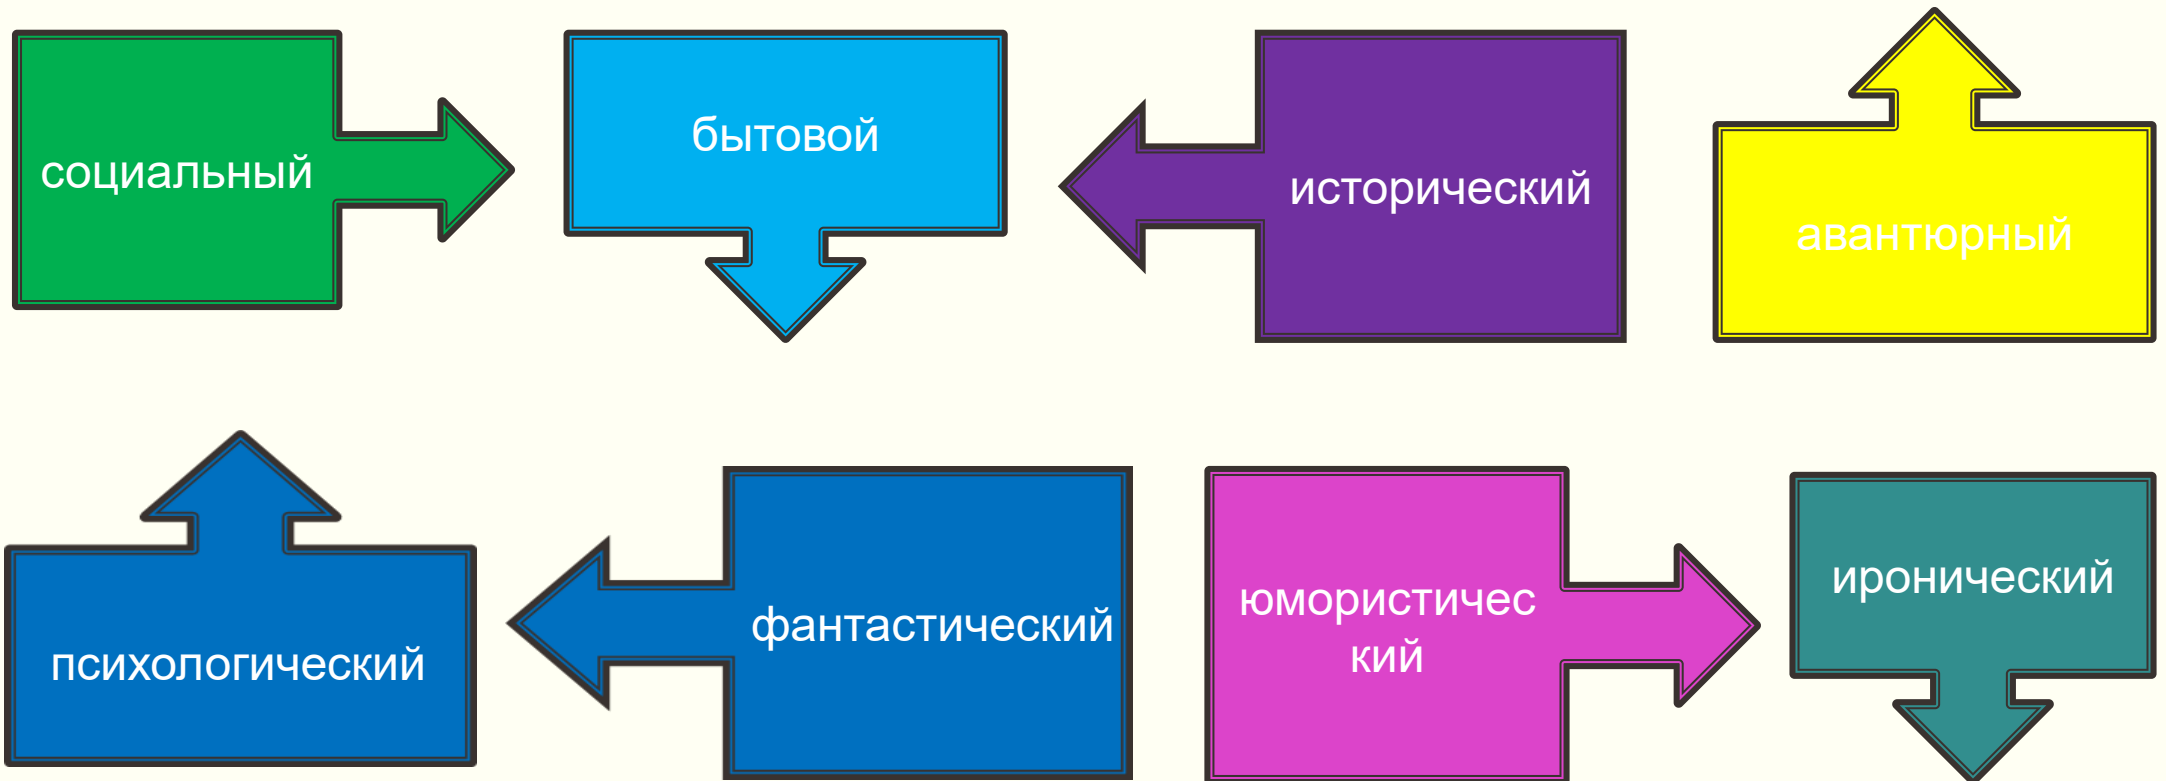 социальный
бытовой
исторический
авантюрный
психологический
фантастический
юмористичес
кий
иронический